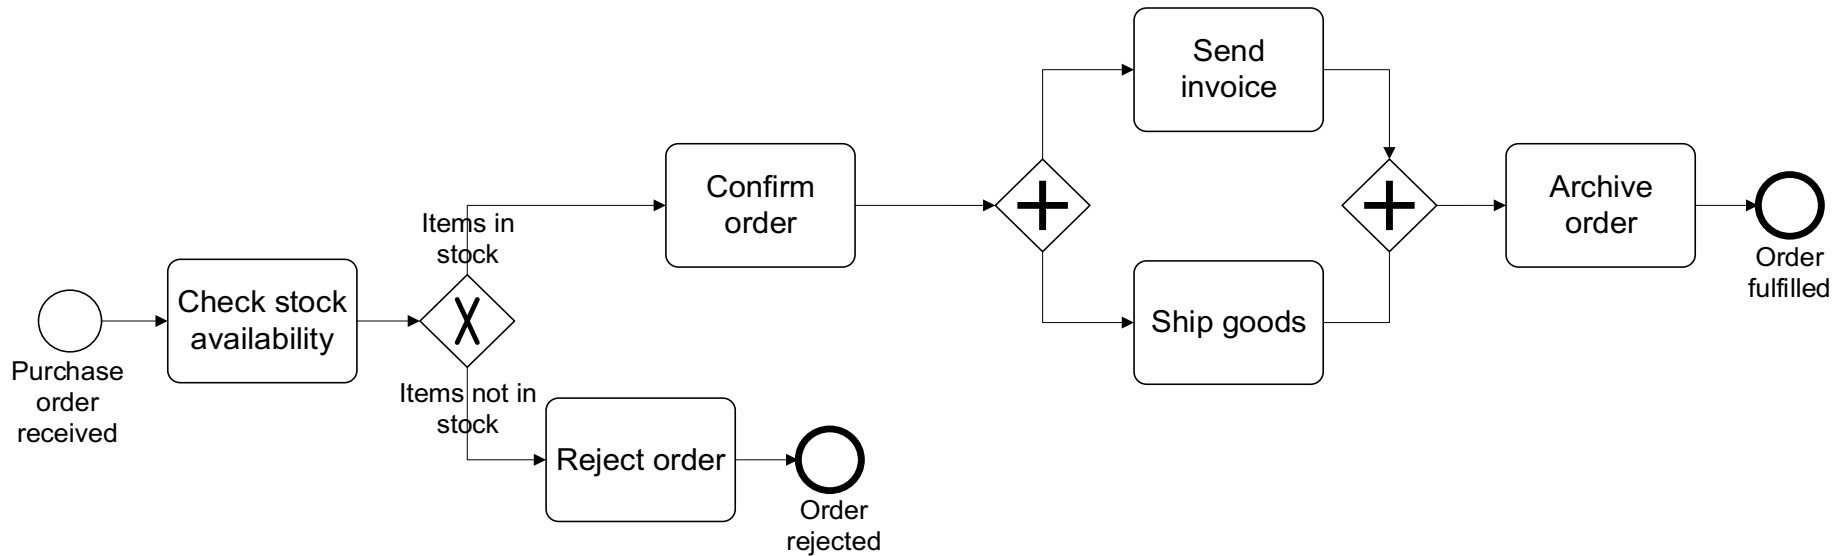 Purchase
order
received
Check stock
availability
Items in
stock
Items not in
stock
Confirm
order
Reject order
Order
rejected
Send
invoice
Ship goods
Archive
order
Order
fulfilled